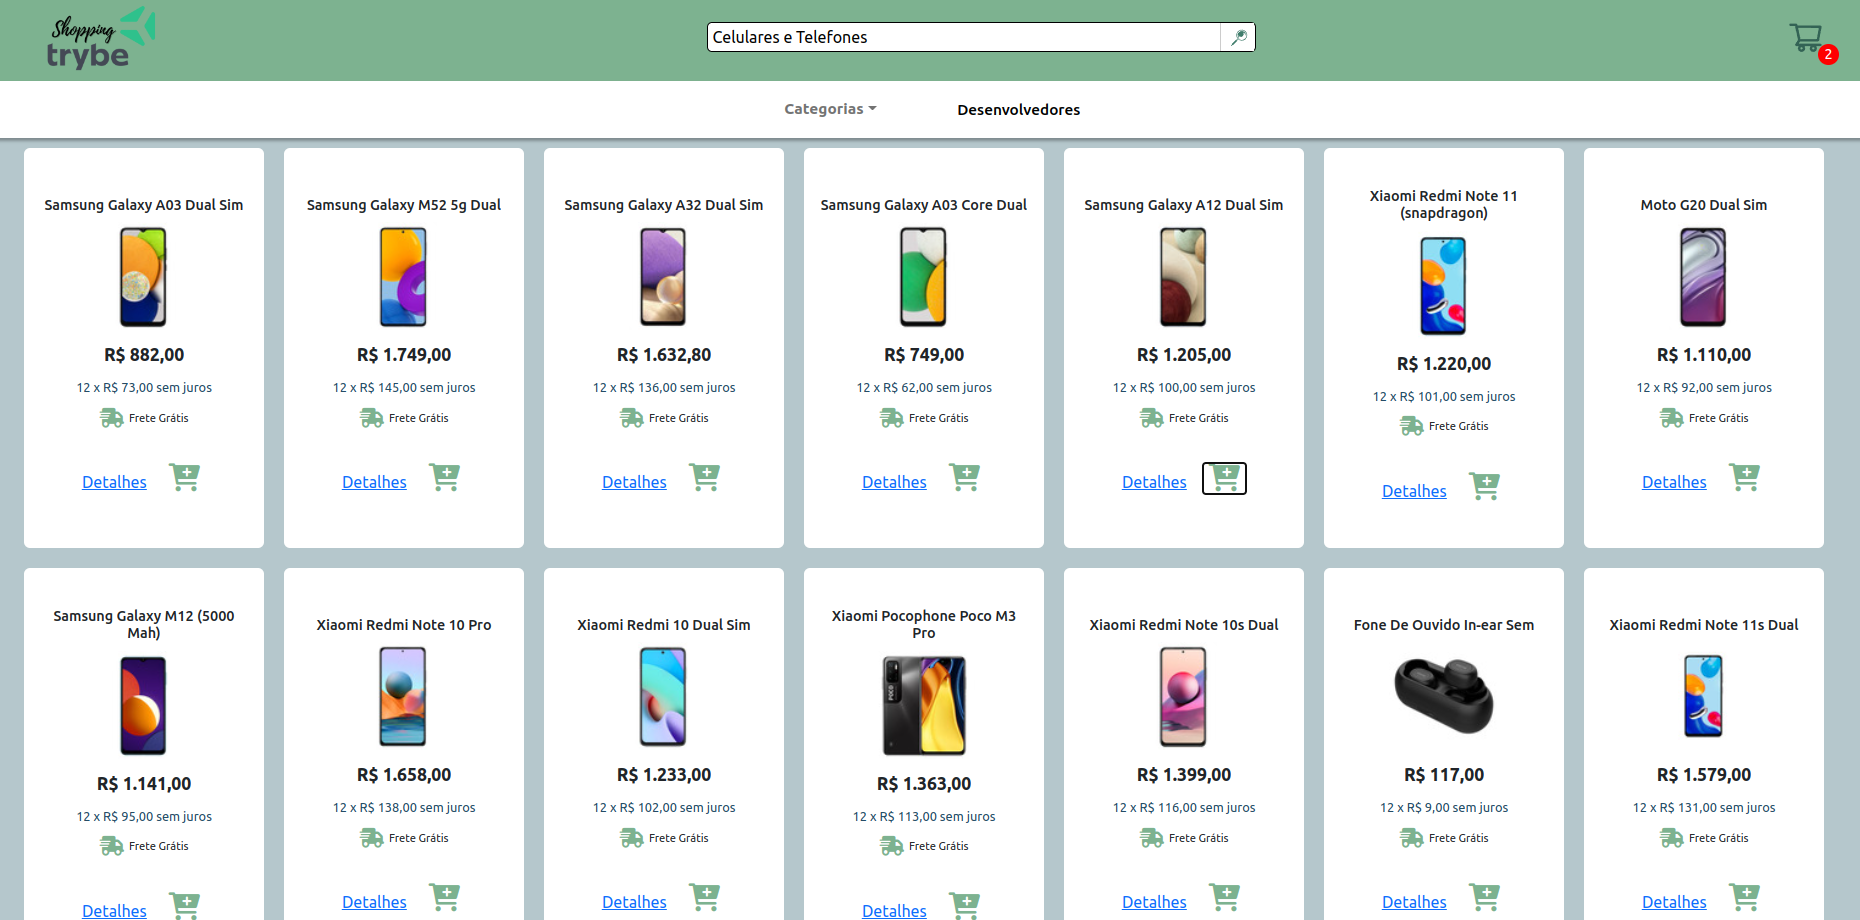 Shopping
trybe
Celulares e Telefones
2
Categorias
Desenvolvedores
Samsung Galaxy A03 Dual Sim
R$ 882,00
12 x R$ 73,00 sem juros
Frete Grátis
Detalhes
Samsung Galaxy M52 5g Dual
R$ 1.749,00
12 x R$ 145,00 sem juros
Frete Grátis
Detalhes
Samsung Galaxy A32 Dual Sim
R$ 1.632,80
12 x R$ 136,00 sem juros
Frete Grátis
Detalhes
Samsung Galaxy A03 Core Dual
R$ 749,00
12 x R$ 62,00 sem juros
Frete Grátis
Detalhes
Samsung Galaxy A12 Dual Sim
R$ 1.205,00
12 x R$ 100,00 sem juros
Frete Grátis
Detalhes
Xiaomi Redmi Note 11
(snapdragon)
R$ 1.220,00
12 x R$ 101,00 sem juros
Frete Grátis
Detalhes
Moto G20 Dual Sim
R$ 1.110,00
12 x R$ 92,00 sem juros
Frete Grátis
Detalhes
Samsung Galaxy M12 (5000
Mah)
R$ 1.141,00
12 x R$ 95,00 sem juros
Frete Grátis
Detalhes
Xiaomi Redmi Note 10 Pro
R$ 1.658,00
12 x R$ 138,00 sem juros
Frete Grátis
Detalhes
Xiaomi Redmi 10 Dual Sim
R$ 1.233,00
12 x R$ 102,00 sem juros
Frete Grátis
Detalhes
Xiaomi Pocophone Poco M3
Pro
POCO
R$ 1.363,00
12 x R$ 113,00 sem juros
Frete Grátis
Detalhes
Xiaomi Redmi Note 10s Dual
R$ 1.399,00
12 x R$ 116,00 sem juros
Frete Grátis
Detalhes
Fone De Ouvido In-ear Sem
R$ 117,00
12 x R$ 9,00 sem juros
Frete Grátis
Detalhes
Xiaomi Redmi Note 11s Dual
R$ 1.579,00
12 x R$ 131,00 sem juros
Frete Grátis
Detalhes